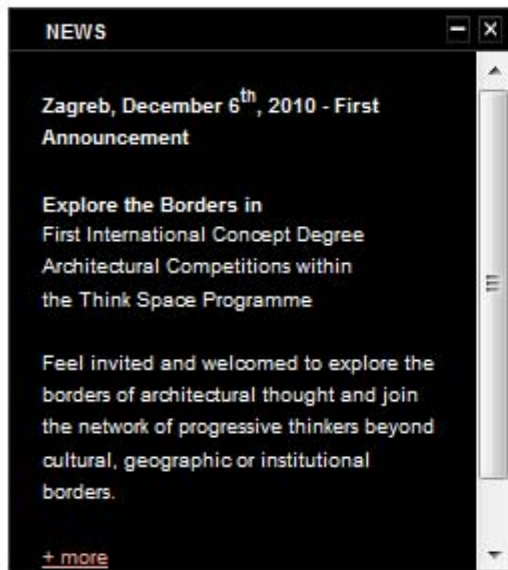 NEWS
Zagreb, December 6th, 2010 - First
Announcement
Explore the Borders in
First International Concept Degree
Architectural Competitions within
the Think Space Programme
Feel invited and welcomed to explore the
borders of architectural thought and join
the network of progressive thinkers beyond
cultural, geographic or institutional
borders.
+ more